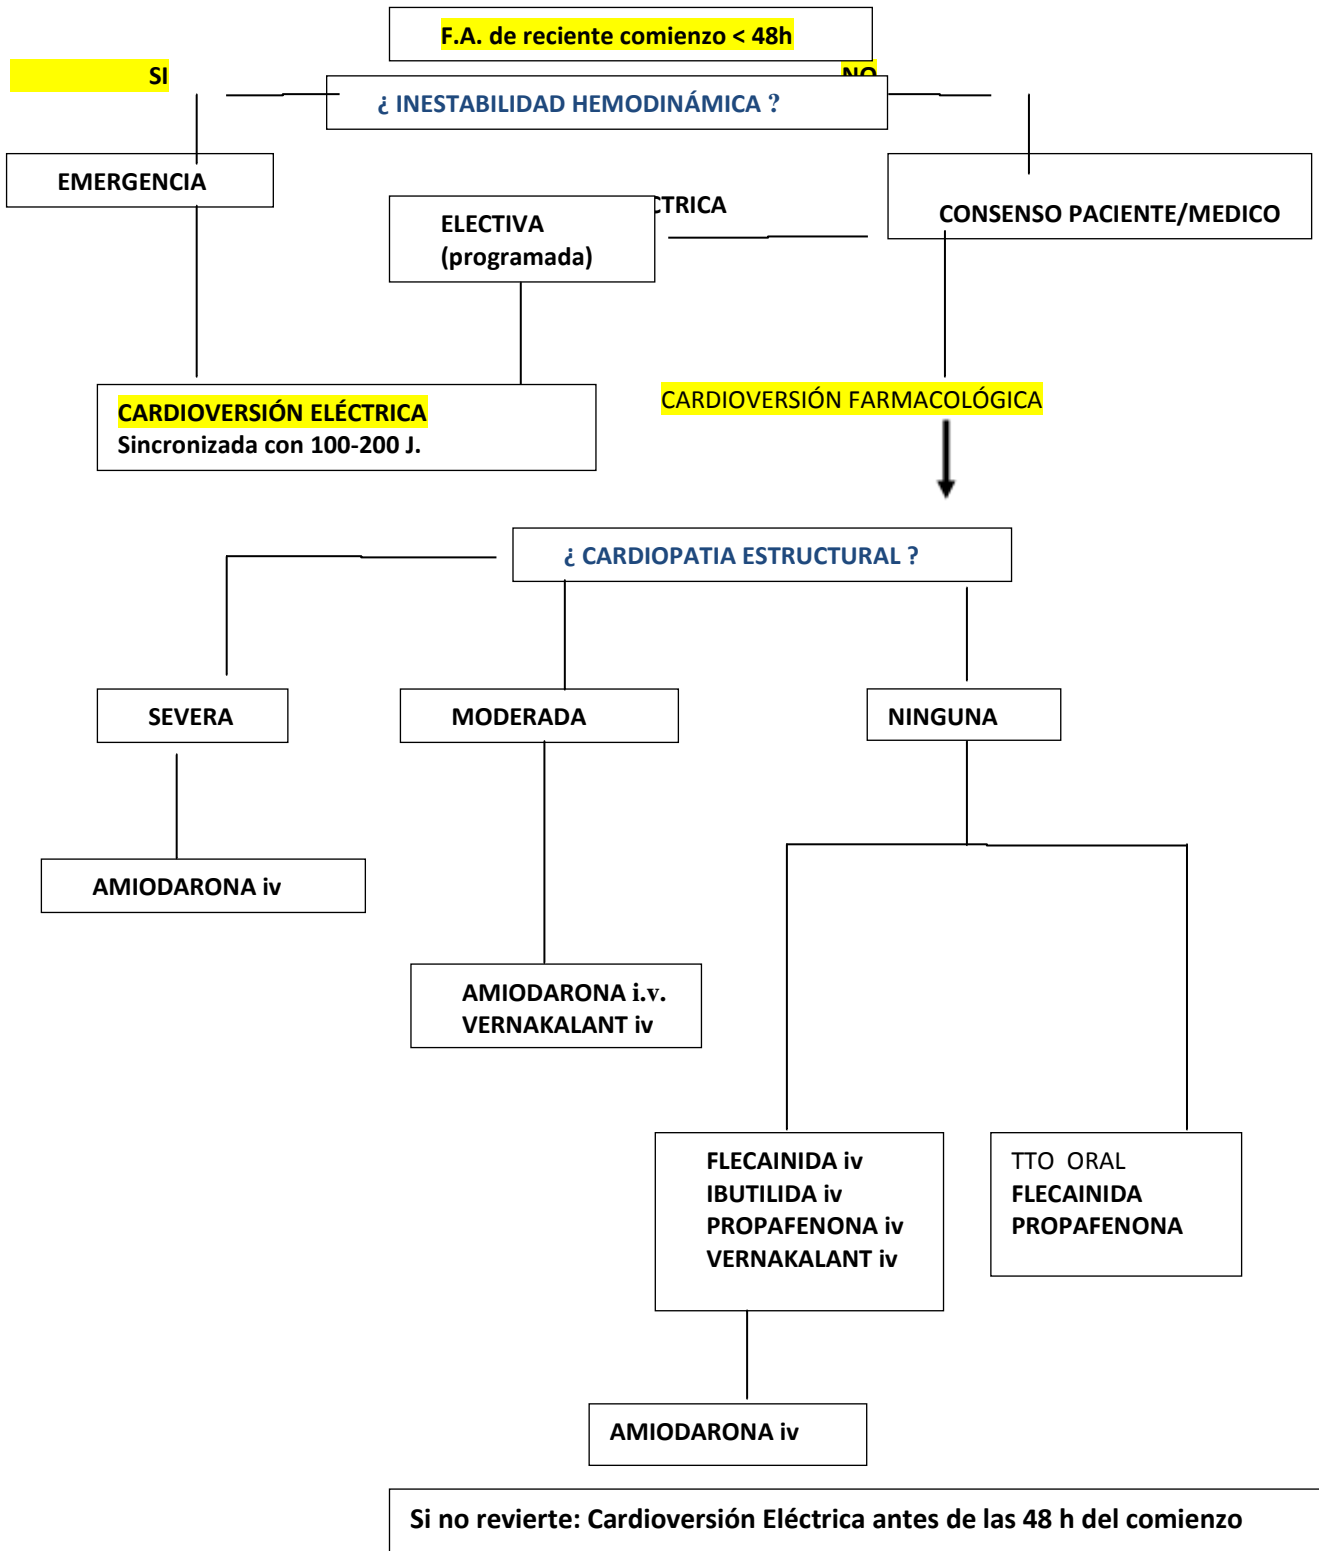 F.A. de reciente comienzo < 48h
SI
NO
¿ INESTABILIDAD HEMODINÁMICA ?
EMERGENCIA
CONSENSO PACIENTE/MEDICO
CTRICA
ELECTIVA
(programada)
CARDIOVERSIÓN ELÉCTRICA
Sincronizada con 100-200 J.
CARDIOVERSIÓN FARMACOLÓGICA
¿ CARDIOPATIA ESTRUCTURAL ?
SEVERA
MODERADA
NINGUNA
AMIODARONA iv
AMIODARONA i.v.
VERNAKALANT iv
FLECAINIDA iv
IBUTILIDA iv
PROPAFENONA iv
VERNAKALANT iv
TTO ORAL
FLECAINIDA
PROPAFENONA
AMIODARONA iv
Si no revierte: Cardioversión Eléctrica antes de las 48 h del comienzo